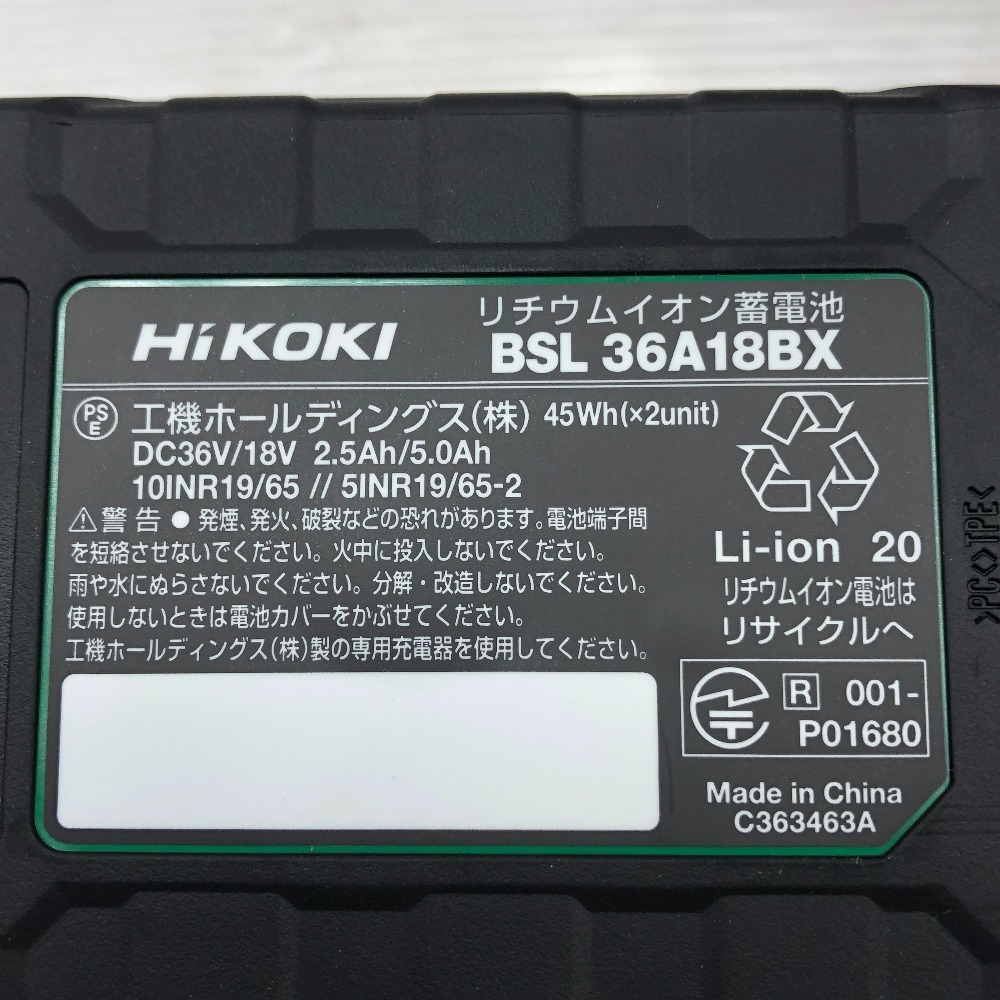 HiKOKI
リチウムイオン蓄電池
BSL 36A18BX
PS
E
工機ホールディングス(株) 45Wh(×2unit)
DC36V/18V 2.5Ah/5.0Ah
10INR19/65 // 5INR19/65-2
⚠警告 ● 発煙、発火、破裂などの恐れがあります。電池端子間
を短絡させないでください。火中に投入しないでください。
雨や水にぬらさないでください。分解・改造しないでください。
使用しないときは電池カバーをかぶせてください。
工機ホールディングス(株)製の専用充電器を使用してください。
Li-ion 20
リチウムイオン電池は
リサイクルへ
R 001-
P01680
Made in China
C363463A
>PC<>TPE<